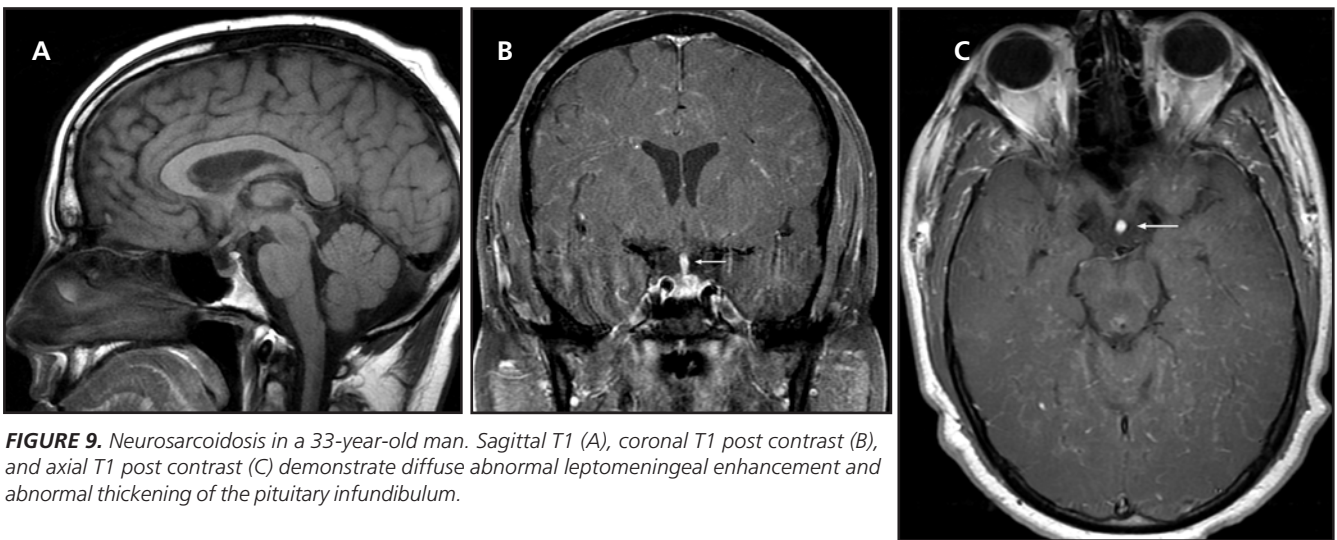 A
B
C
FIGURE 9. Neurosarcoidosis in a 33-year-old man. Sagittal T1 (A), coronal T1 post contrast (B),
and axial T1 post contrast (C) demonstrate diffuse abnormal leptomeningeal enhancement and
abnormal thickening of the pituitary infundibulum.